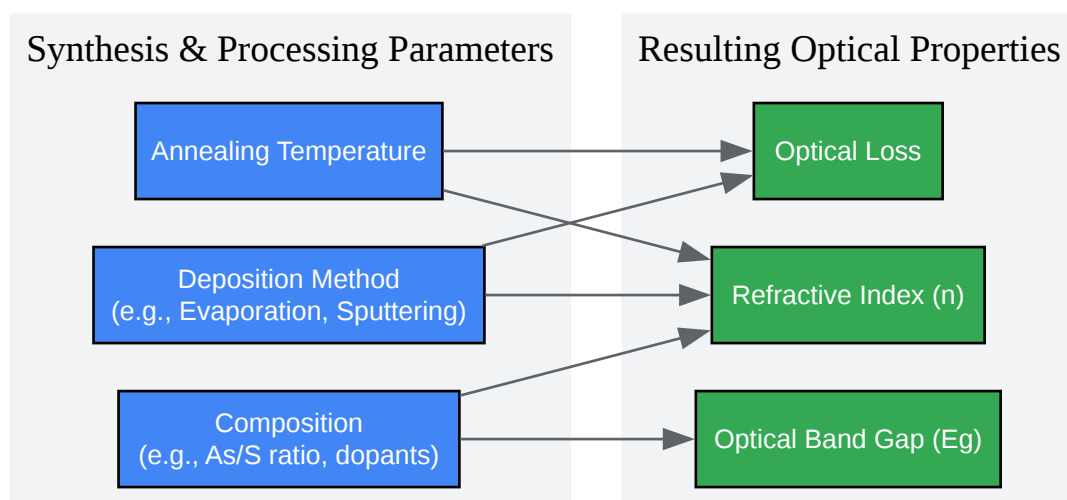 Synthesis & Processing Parameters
Annealing Temperature
Deposition Method
(e.g., Evaporation, Sputtering)
Composition
(e.g., As/S ratio, dopants)
Resulting Optical Properties
Optical Loss
Refractive Index (n)
Optical Band Gap (Eg)